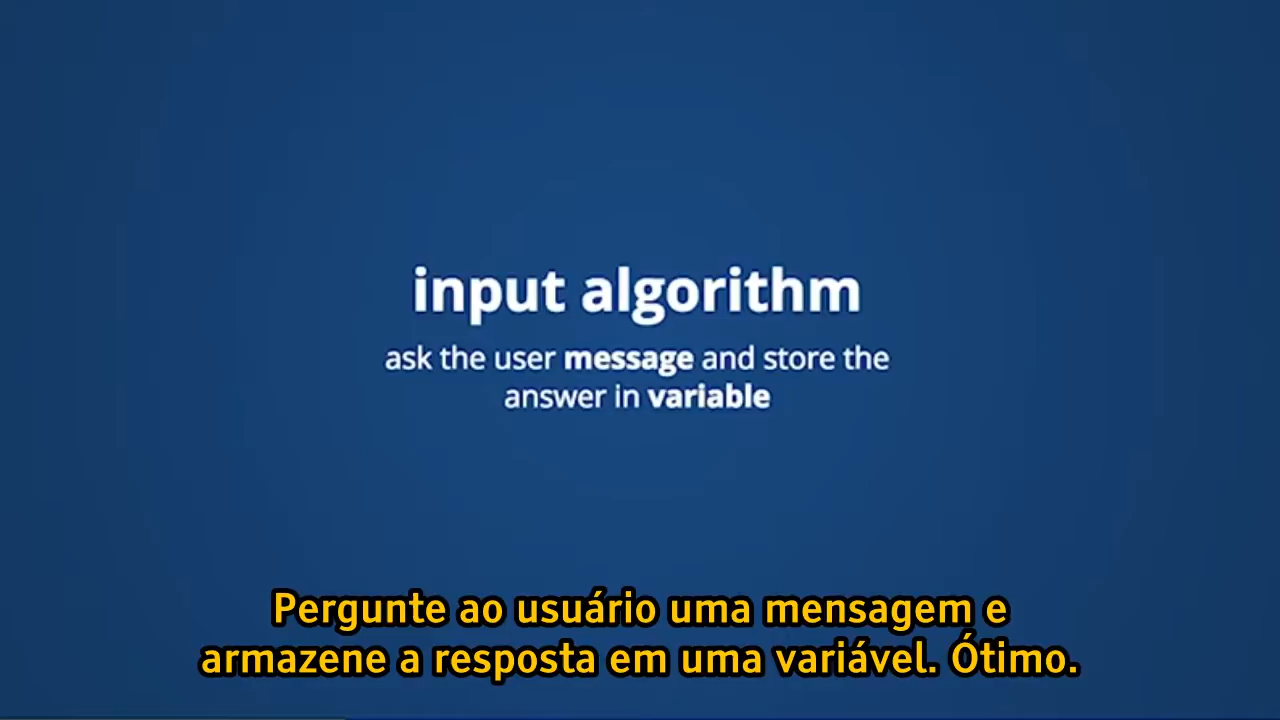 input algorithm
ask the user message and store the
answer in variable
Pergunte ao usuário uma mensagem e
armazene a resposta em uma variável. Ótimo.